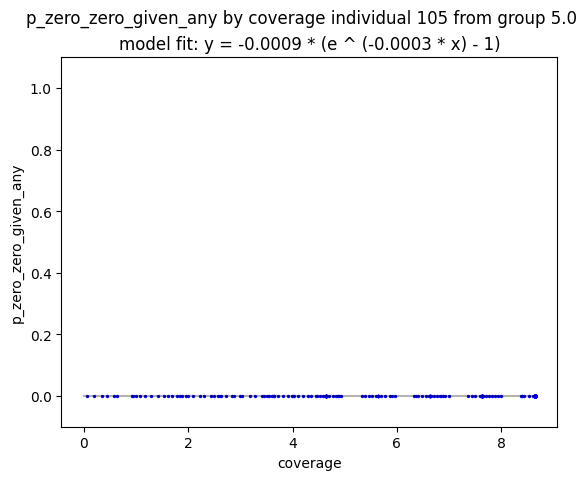 p_zero_zero_given_any by coverage individual 105 from group 5.0
model fit: y = -0.0009 * (e ^ (-0.0003 * x) - 1)
1.0
0.8
0.6
0.4
0.2
0.0
p_zero_zero_given_any
0 2 4 6 8
coverage